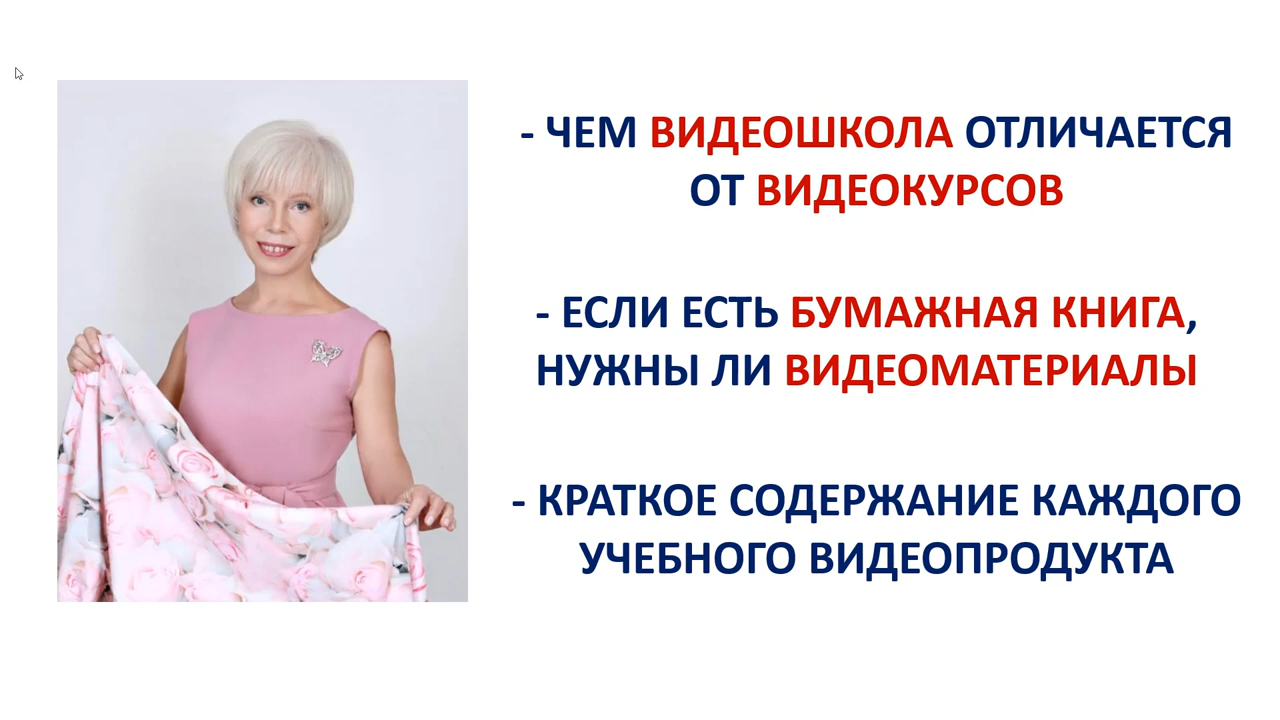 - ЧЕМ ВИДЕОШКОЛА ОТЛИЧАЕТСЯ
ОТ ВИДЕОКУРСОВ
- ЕСЛИ ЕСТЬ БУМАЖНАЯ КНИГА,
НУЖНЫ ЛИ ВИДЕОМАТЕРИАЛЫ
- КРАТКОЕ СОДЕРЖАНИЕ КАЖДОГО
УЧЕБНОГО ВИДЕОПРОДУКТА